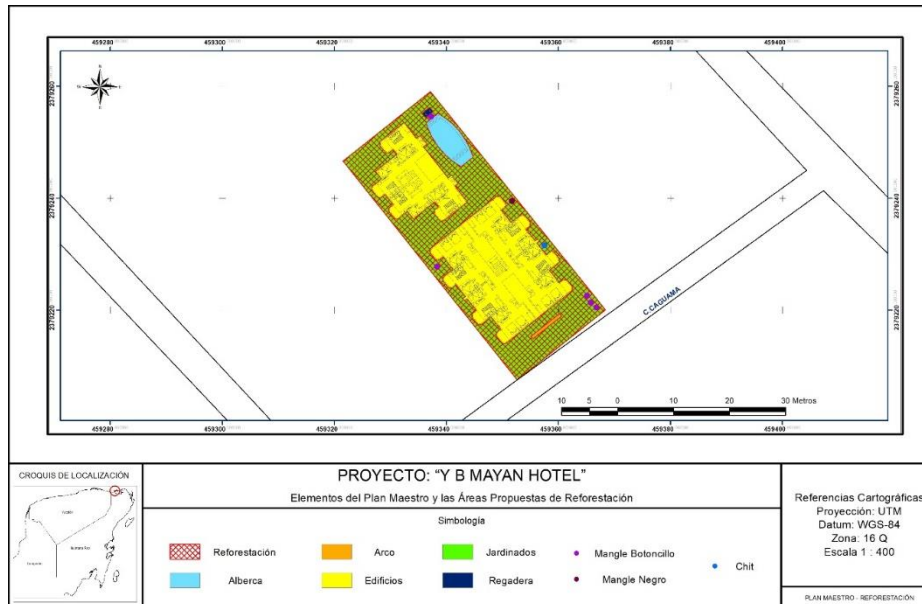 459280
459300
459320
459340
459360
459380
459400
2379260
2379260
2379240
2379240
2379220
2379220
C CAGUAMA
10 5 0 10 20 30 Metros
459280
459300
459320
459340
459360
459380
459400
CROQUIS DE LOCALIZACIÓN
PROYECTO: “Y B MAYAN HOTEL”
Elementos del Plan Maestro y las Áreas Propuestas de Reforestación
Simbología
Reforestación
Arco
Jardinados
Mangle Botoncillo
Chit
Alberca
Edificios
Regadera
Mangle Negro
Referencias Cartográficas
Proyección: UTM
Datum: WGS-84
Zona: 16 Q
Escala 1 : 400
PLAN MAESTRO - REFORESTACIÓN